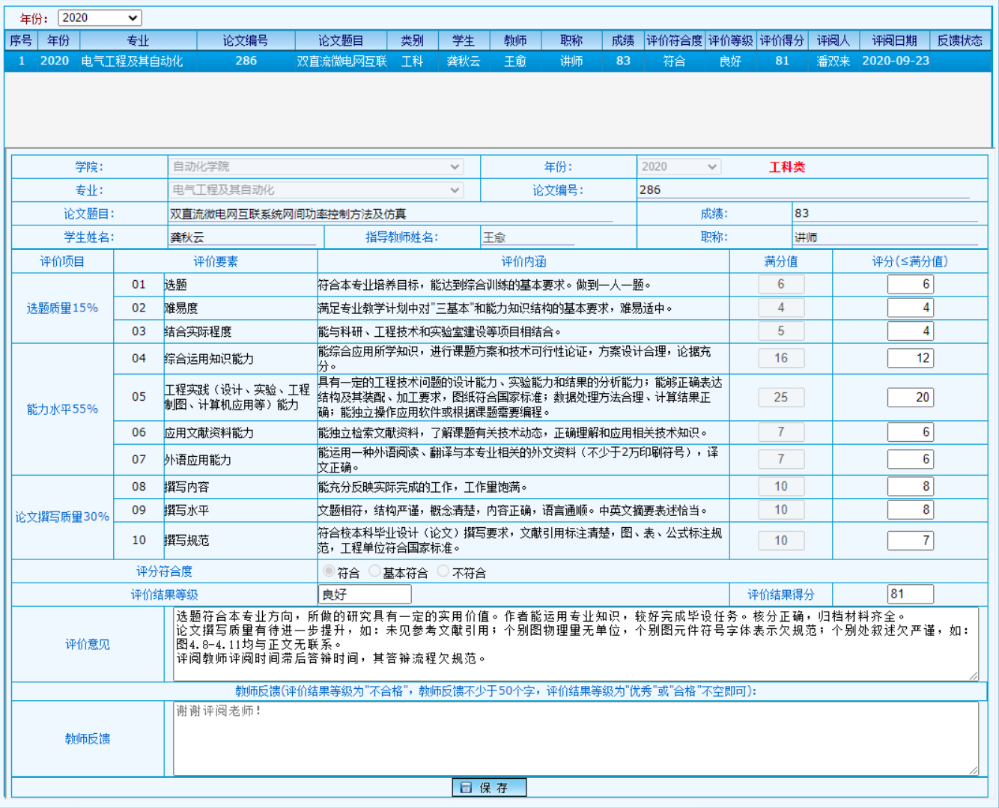 年份： 2020
序号 年份 专业 论文编号 论文题目 类别 学生 教师 职称 成绩 评价符合度 评价等级 评价得分 评阅人 评阅日期 反馈状态
1 2020 电气工程及其自动化 286 双直流微电网互联 工科 龚秋云 王愈 讲师 83 符合 良好 81 潘双来 2020-09-23
学院： 自动化学院 年份： 2020 工科类
专业： 电气工程及其自动化 论文编号： 286
论文题目： 双直流微电网互联系统网间功率控制方法及仿真 成绩： 83
学生姓名： 龚秋云 指导教师姓名： 王愈 职称： 讲师
评价项目 评价要素 评价内涵 满分值 评分(≤满分值)
选题质量15%
01 选题 符合本专业培养目标，能达到综合训练的基本要求。做到一人一题。 6 6
02 难易度 满足专业教学计划中对"三基本"和能力知识结构的基本要求，难易适中。 4 4
03 结合实际程度 能与科研、工程技术和实验室建设等项目相结合。 5 4
能力水平55%
04 综合运用知识能力 能综合应用所学知识，进行课题方案和技术可行性论证，方案设计合理，论据充 16 12
分。
05 工程实践（设计、实验、工程 具有一定的工程技术问题的设计能力、实验能力和结果的分析能力；能够正确表达
制图、计算机应用等）能力 结构及其装配、加工要求，图纸符合国家标准；数据处理方法合理、计算结果正 25 20
确；能独立操作应用软件或根据课题需要编程。
06 应用文献资料能力 能独立检索文献资料，了解课题有关技术动态，正确理解和应用相关技术知识。 7 6
07 外语应用能力 能运用一种外语阅读、翻译与本专业相关的外文资料（不少于2万印刷符号），译 7 6
文正确。
论文撰写质量30%
08 撰写内容 能充分反映实际完成的工作，工作量饱满。 10 8
09 撰写水平 文题相符，结构严谨，概念清楚，内容正确，语言通顺。中英文摘要表述恰当。 10 8
10 撰写规范 符合校本科毕业设计（论文）撰写要求，文献引用标注清楚，图、表、公式标注规 10 7
范，工程单位符合国家标准。
评分符合度 符合 基本符合 不符合
评价结果等级 良好 评价结果得分 81
评价意见
选题符合本专业方向，所做的研究具有一定的实用价值。作者能运用专业知识，较好完成毕设任务。核分正确，归档材料齐全。
论文撰写质量有待进一步提升，如：未见参考文献引用；个别图物理量无单位，个别图元件符号字体表示欠规范；个别处叙述欠严谨，如：
图4.8-4.11均与正文无联系。
评阅教师评阅时间滞后答辩时间，其答辩流程欠规范。
教师反馈(评价结果等级为"不合格"，教师反馈不少于50个字，评价结果等级为"优秀"或"合格"不空即可)：
教师反馈
谢谢评阅老师！
保 存